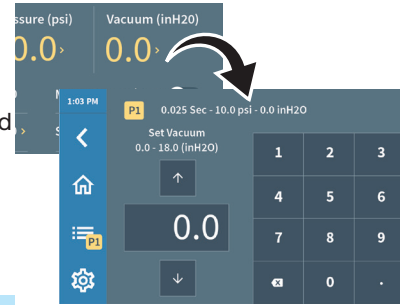 ssure (psi) Vacuum (inH20)
0.0› 0.0›
1:03 PM
P1 0.025 Sec - 10.0 psi - 0.0 inH2O
Set Vacuum
0.0 - 18.0 (inH2O)
1 2 3
4 5 6
0.0
7 8 9
P1
0 .